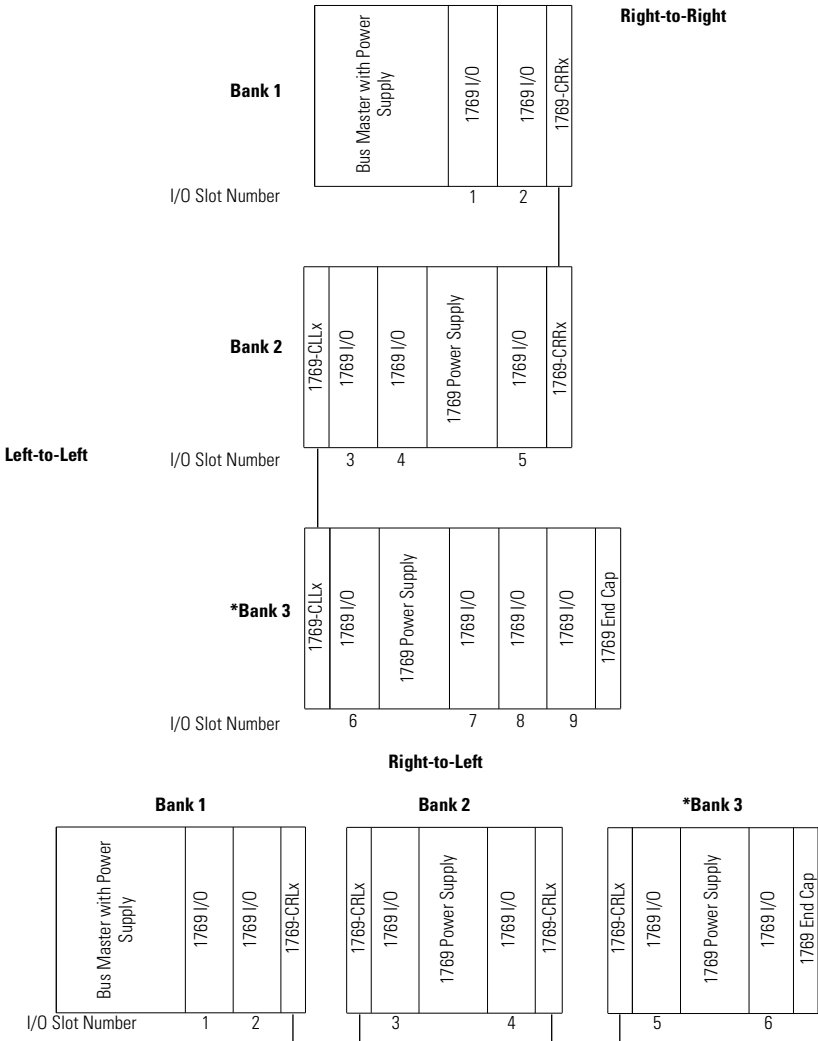 Right-to-Right
Bank 1
Bus Master with Power
Supply
1769 I/O
1769 I/O
1769-CRRx
I/O Slot Number
1
2
Bank 2
1769-CLLx
1769 I/O
1769 I/O
1769 Power Supply
1769 I/O
1769-CRRx
Left-to-Left
I/O Slot Number
3
4
5
*Bank 3
1769-CLLx
1769 I/O
1769 Power Supply
1769 I/O
1769 I/O
1769 I/O
1769 End Cap
I/O Slot Number
6
7
8
9
Right-to-Left
Bank 1
Bank 2
*Bank 3
Bus Master with Power
Supply
1769 I/O
1769 I/O
1769-CRLx
1769-CRLx
1769 I/O
1769 Power Supply
1769 I/O
1769-CRLx
1769-CRLx
1769 I/O
1769 Power Supply
1769 I/O
1769 End Cap
I/O Slot Number
1
2
3
4
5
6